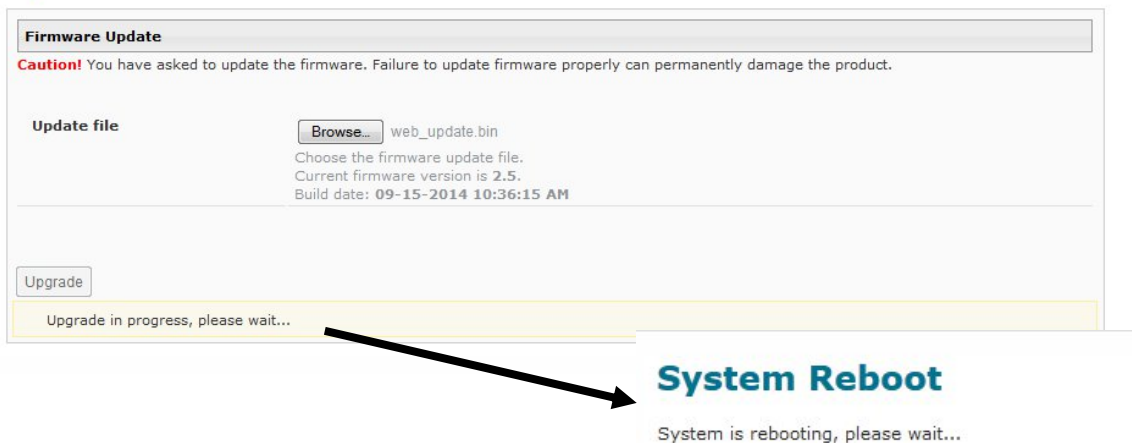 Firmware Update
Caution! You have asked to update the firmware. Failure to update firmware properly can permanently damage the product.
Update file
Browse... web_update.bin
Choose the firmware update file.
Current firmware version is 2.5.
Build date: 09-15-2014 10:36:15 AM
Upgrade
Upgrade in progress, please wait...
System Reboot
System is rebooting, please wait...